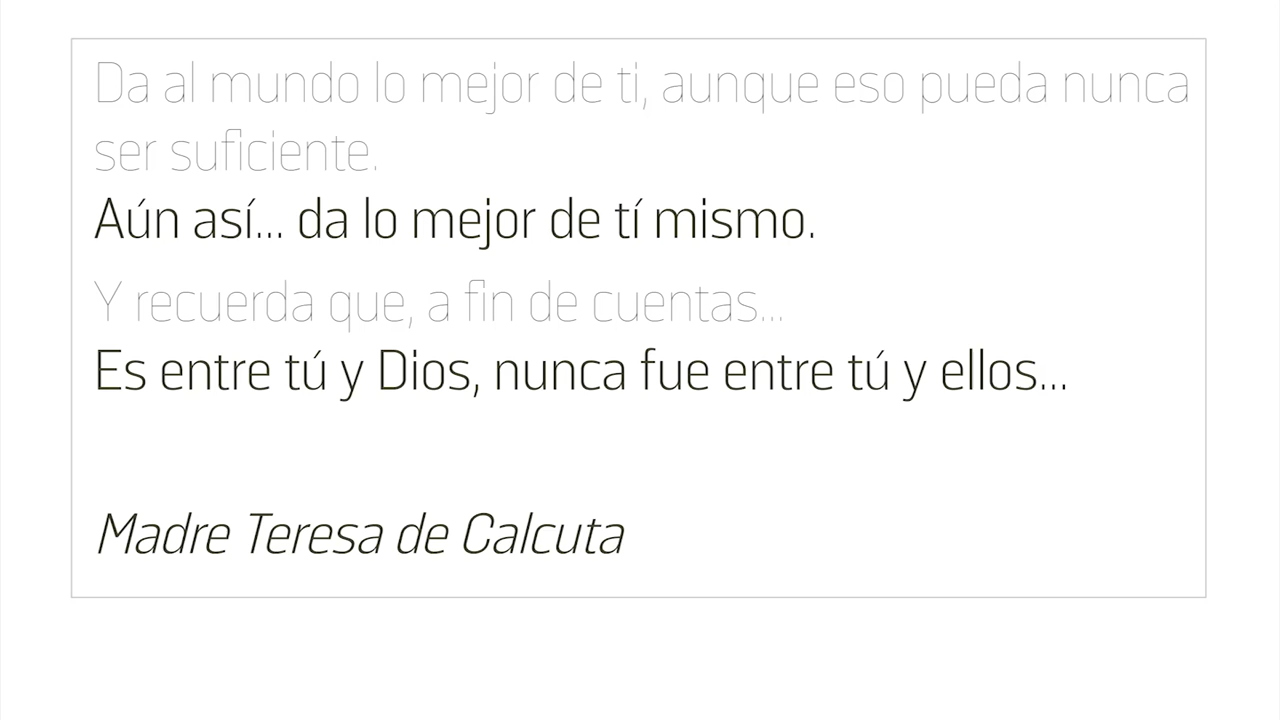 Da al mundo lo mejor de ti, aunque eso pueda nunca
ser suficiente.
Aún así... da lo mejor de tí mismo.
Y recuerda que, a fin de cuentas...
Es entre tú y Dios, nunca fue entre tú y ellos...
Madre Teresa de Calcuta